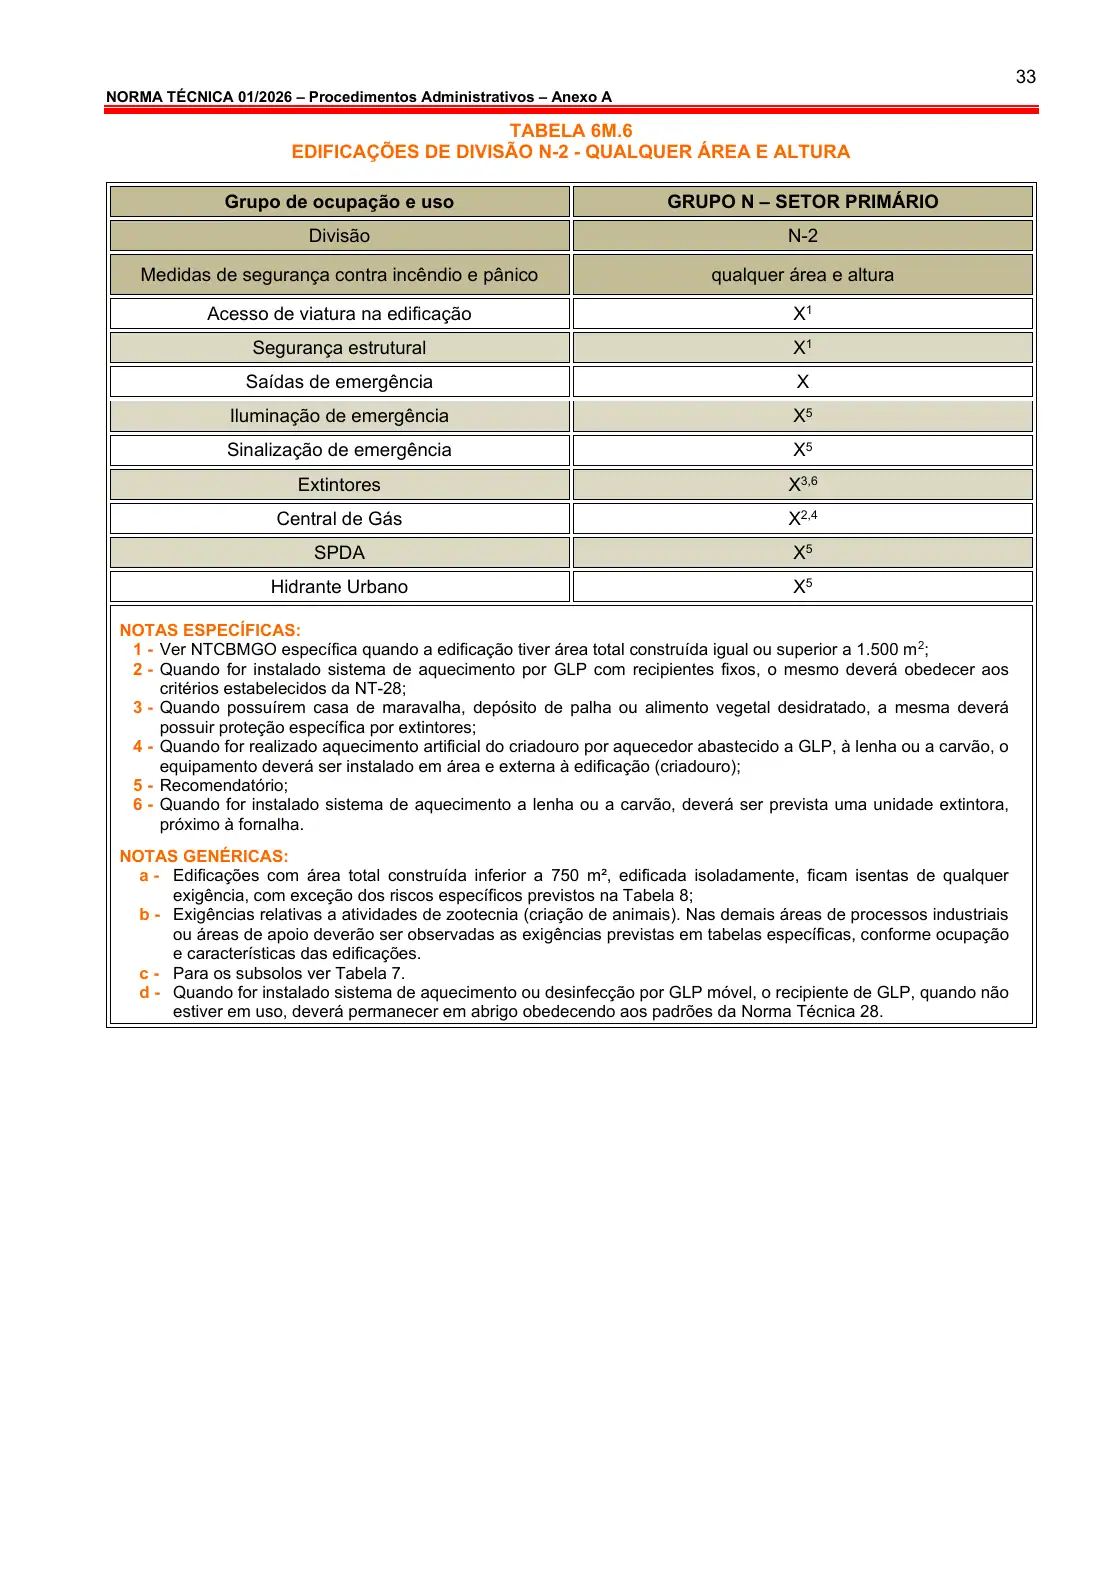 33
NORMA TÉCNICA 01/2026 – Procedimentos Administrativos – Anexo A
TABELA 6M.6
EDIFICAÇÕES DE DIVISÃO N-2 - QUALQUER ÁREA E ALTURA
Grupo de ocupação e uso GRUPO N – SETOR PRIMÁRIO
Divisão N-2
Medidas de segurança contra incêndio e pânico qualquer área e altura
Acesso de viatura na edificação X¹
Segurança estrutural X¹
Saídas de emergência X
Iluminação de emergência X⁵
Sinalização de emergência X⁵
Extintores X³,⁶
Central de Gás X²,⁴
SPDA X⁵
Hidrante Urbano X⁵
NOTAS ESPECÍFICAS:
1 - Ver NTCBMGO específica quando a edificação tiver área total construída igual ou superior a 1.500 m²;
2 - Quando for instalado sistema de aquecimento por GLP com recipientes fixos, o mesmo deverá obedecer aos
critérios estabelecidos da NT-28;
3 - Quando possuírem casa de maravalha, depósito de palha ou alimento vegetal desidratado, a mesma deverá
possuir proteção específica por extintores;
4 - Quando for realizado aquecimento artificial do criadouro por aquecedor abastecido a GLP, à lenha ou a carvão, o
equipamento deverá ser instalado em área e externa à edificação (criadouro);
5 - Recomendatório;
6 - Quando for instalado sistema de aquecimento a lenha ou a carvão, deverá ser prevista uma unidade extintora,
próximo à fornalha.
NOTAS GENÉRICAS:
a - Edificações com área total construída inferior a 750 m², edificada isoladamente, ficam isentas de qualquer
exigência, com exceção dos riscos específicos previstos na Tabela 8;
b - Exigências relativas a atividades de zootecnia (criação de animais). Nas demais áreas de processos industriais
ou áreas de apoio deverão ser observadas as exigências previstas em tabelas específicas, conforme ocupação
e características das edificações.
c - Para os subsolos ver Tabela 7.
d - Quando for instalado sistema de aquecimento ou desinfecção por GLP móvel, o recipiente de GLP, quando não
estiver em uso, deverá permanecer em abrigo obedecendo aos padrões da Norma Técnica 28.